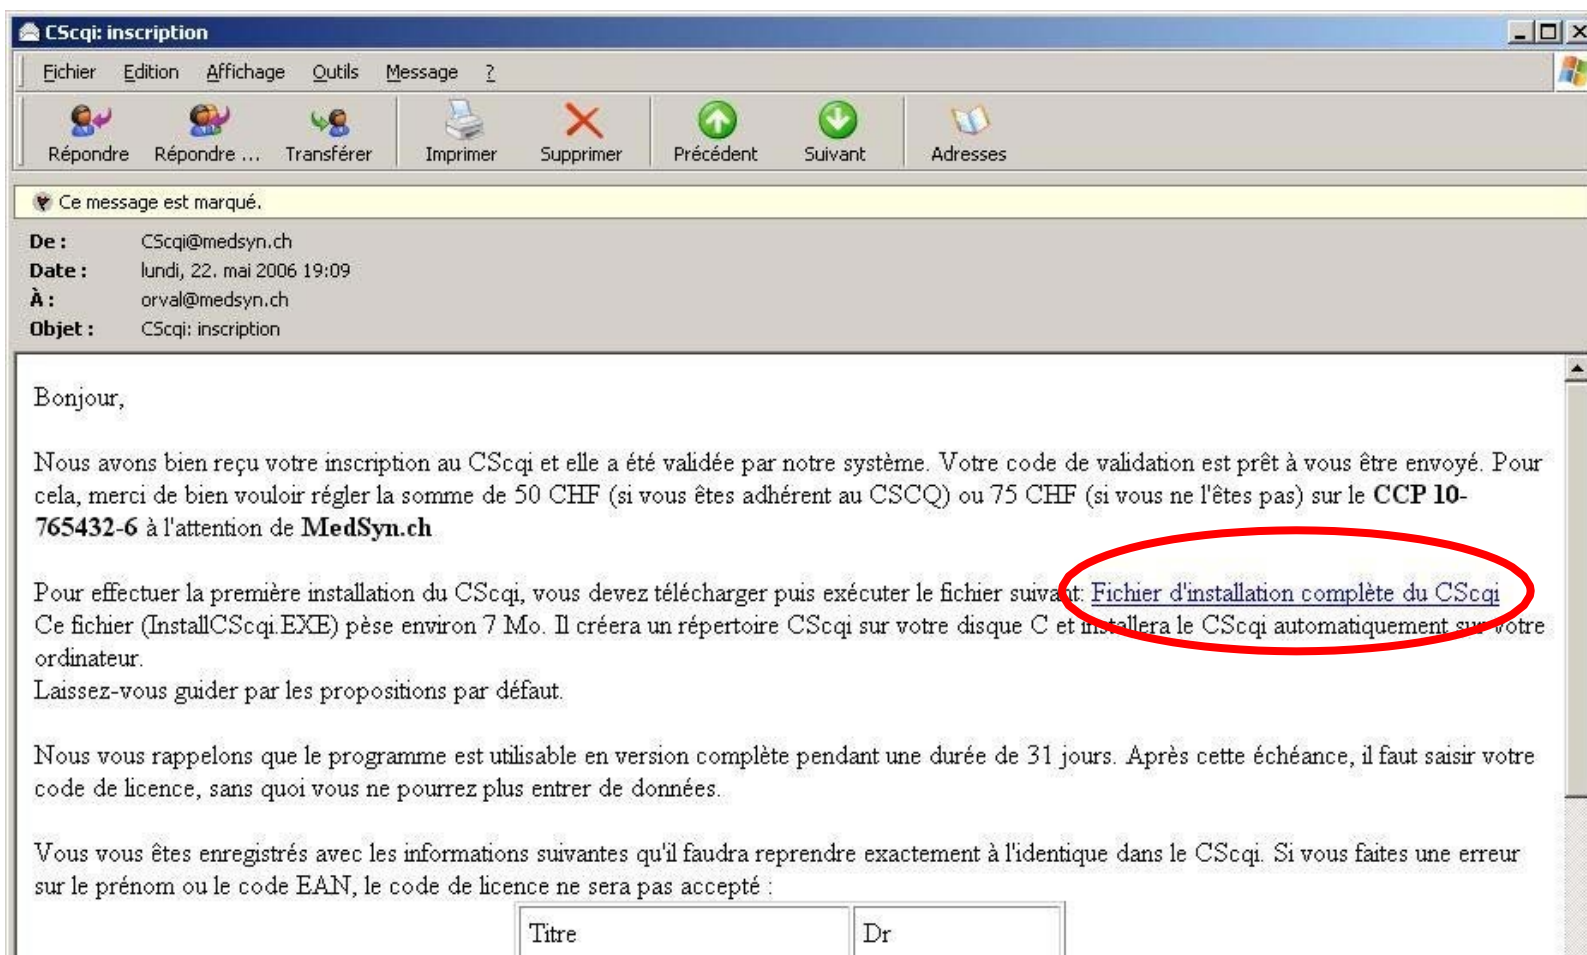 CScqi: inscription
Fichier Edition Affichage Outils Message ?
Répondre Répondre ... Transférer Imprimer Supprimer Précédent Suivant Adresses
Ce message est marqué.
De : CScqi@medsyn.ch
Date : lundi, 22. mai 2006 19:09
À : orval@medsyn.ch
Objet : CScqi: inscription
Bonjour,
Nous avons bien reçu votre inscription au CScqi et elle a été validée par notre système. Votre code de validation est prêt à vous être envoyé. Pour
cela, merci de bien vouloir régler la somme de 50 CHF (si vous êtes adhérent au CSCQ) ou 75 CHF (si vous ne l'êtes pas) sur le CCP 10-
765432-6 à l'attention de MedSyn.ch
Pour effectuer la première installation du CScqi, vous devez télécharger puis exécuter le fichier suivant: Fichier d'installation complète du CScqi
Ce fichier (InstallCScqi.EXE) pèse environ 7 Mo. Il créera un répertoire CScqi sur votre disque C et installera le CScqi automatiquement sur votre
ordinateur.
Laissez-vous guider par les propositions par défaut.
Nous vous rappelons que le programme est utilisable en version complète pendant une durée de 31 jours. Après cette échéance, il faut saisir votre
code de licence, sans quoi vous ne pourrez plus entrer de données.
Vous vous êtes enregistrés avec les informations suivantes qu'il faudra reprendre exactement à l'identique dans le CScqi. Si vous faites une erreur
sur le prénom ou le code EAN, le code de licence ne sera pas accepté :
Titre Dr